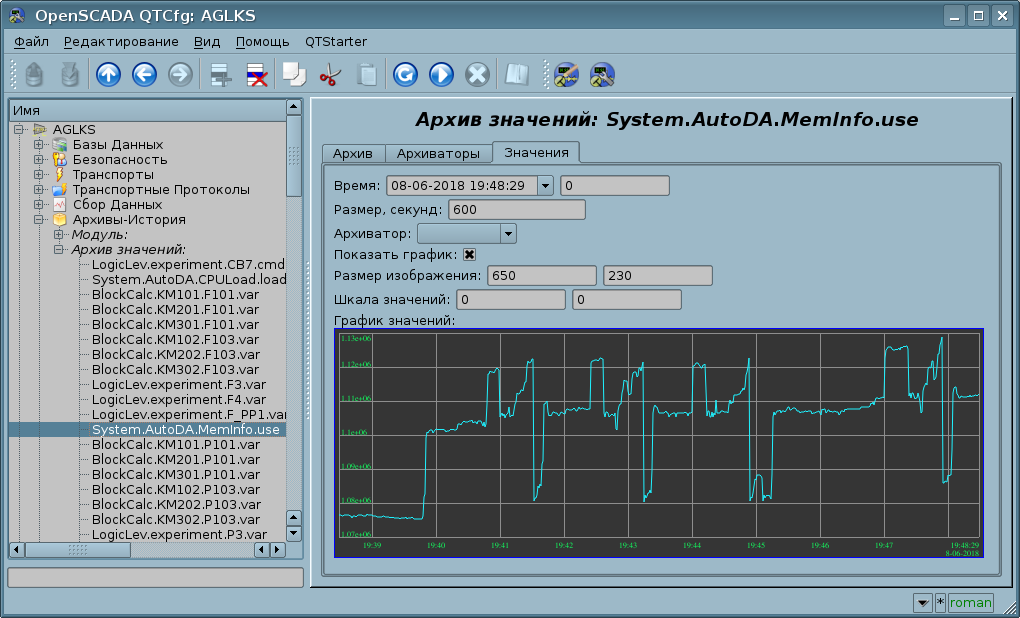 OpenSCADA QTCfg: AGLKS
Файл Редактирование Вид Помощь QTStarter
Имя
AGLKS
Базы Данных
Безопасность
Транспорты
Транспортные Протоколы
Сбор Данных
Архивы-История
Модуль:
Архив значений:
LogicLev.experiment.CB7.cmd
System.AutoDA.CPULoad.load
BlockCalc.KM101.F101.var
BlockCalc.KM201.F101.var
BlockCalc.KM301.F101.var
BlockCalc.KM102.F103.var
BlockCalc.KM202.F103.var
BlockCalc.KM302.F103.var
LogicLev.experiment.F3.var
LogicLev.experiment.F4.var
LogicLev.experiment.F_PP1.var
System.AutoDA.MemInfo.use
BlockCalc.KM101.P101.var
BlockCalc.KM201.P101.var
BlockCalc.KM301.P101.var
BlockCalc.KM102.P103.var
BlockCalc.KM202.P103.var
BlockCalc.KM302.P103.var
LogicLev.experiment.P3.var
Архив значений: System.AutoDA.MemInfo.use
Архив Архиваторы Значения
Время: 08-06-2018 19:48:29 0
Размер, секунд: 600
Архиватор:
Показать график:
Размер изображения: 650 230
Шкала значений: 0 0
График значений:
1.13e+06
1.12e+06
1.11e+06
1.1e+06
1.09e+06
1.08e+06
1.07e+06
19:39 19:40 19:41 19:42 19:43 19:44 19:45 19:46 19:47 19:48:29
8-06-2018
* roman